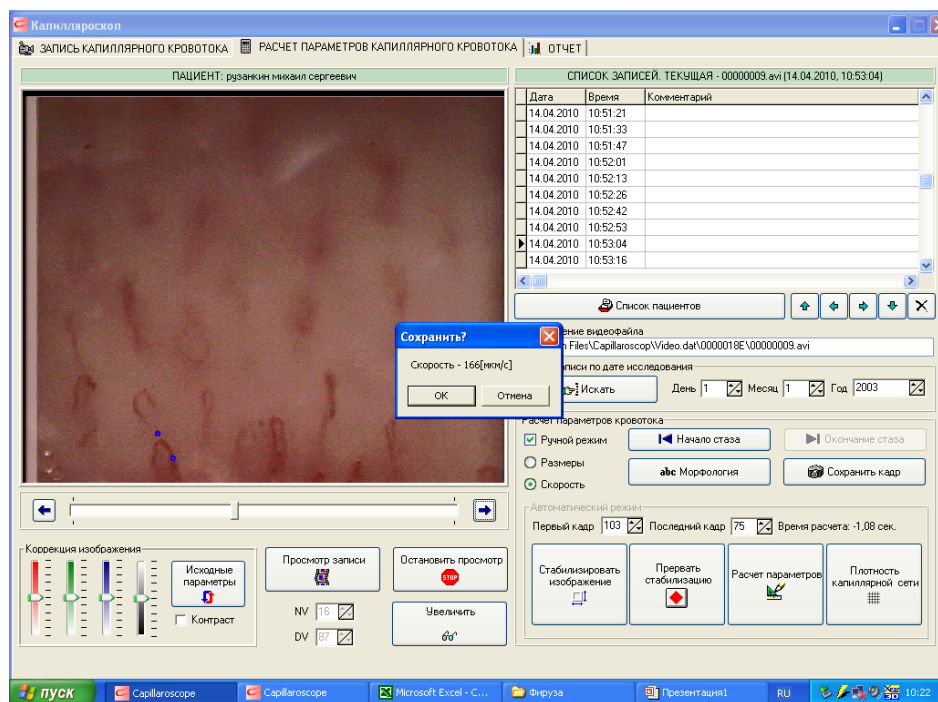 Капилляроскоп
ЗАПИСЬ КАПИЛЛЯРНОГО КРОВОТОКА
РАСЧЕТ ПАРАМЕТРОВ КАПИЛЛЯРНОГО КРОВОТОКА
ОТЧЕТ
ПАЦИЕНТ: рузанкин михаил сергеевич
СПИСОК ЗАПИСЕЙ. ТЕКУЩАЯ - 00000009.avi (14.04.2010, 10:53:04)
Дата Время Комментарий
14.04.2010 10:51:21
14.04.2010 10:51:33
14.04.2010 10:51:47
14.04.2010 10:52:01
14.04.2010 10:52:13
14.04.2010 10:52:26
14.04.2010 10:52:42
14.04.2010 10:52:53
14.04.2010 10:53:04
14.04.2010 10:53:16
Список пациентов
Сохранить?
Скорость - 166[мкм/с]
ОК Отмена
ение видеофайла
Files\Capillaroscop\Video.dat\0000018E\00000009.avi
писи по дате исследования
Искать
День 1 Месяц 1 Год 2003
Расчет параметров кровотока
Ручной режим
Размеры
Скорость
Начало стаза
Окончание стаза
abc Морфология
Сохранить кадр
Автоматический режим
Первый кадр 103 Последний кадр 75 Время расчета: -1,08 сек.
Стабилизировать
изображение
Прервать
стабилизацию
Расчет параметров
Плотность
капиллярной сети
Коррекция изображения
Исходные
параметры
Контраст
Просмотр записи
Остановить просмотр
STOP
NV 16
DV 87
Увеличить
пуск
Capillaroscope
Capillaroscope
Microsoft Excel - C...
Фируза
Презентация1
RU
10:22